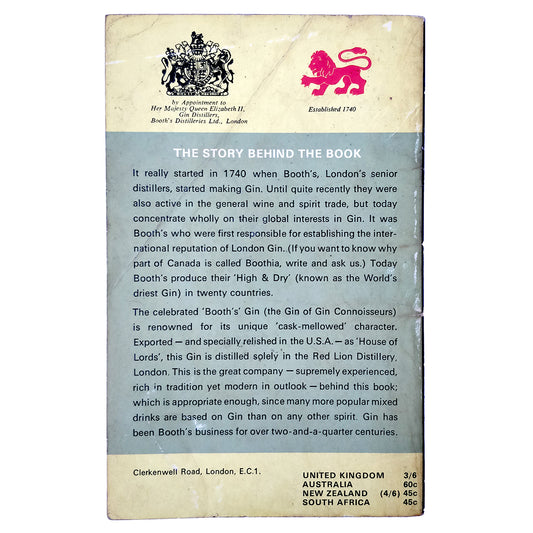 by Appointment to
Her Majesty Queen Elizabeth II,
Gin Distillers,
Booth's Distilleries Ltd., London
Established 1740
THE STORY BEHIND THE BOOK
It really started in 1740 when Booth's, London's senior
distillers, started making Gin. Until quite recently they were
also active in the general wine and spirit trade, but today
concentrate wholly on their global interests in Gin. It was
Booth's who were first responsible for establishing the inter-
national reputation of London Gin. (If you want to know why
part of Canada is called Boothia, write and ask us.) Today
Booth's produce their 'High & Dry' (known as the World's
driest Gin) in twenty countries.
The celebrated 'Booth's' Gin (the Gin of Gin Connoisseurs)
is renowned for its unique 'cask-mellowed' character.
Exported — and specially relished in the U.S.A. — as 'House of
Lords', this Gin is distilled solely in the Red Lion Distillery,
London. This is the great company — supremely experienced,
rich in tradition yet modern in outlook — behind this book;
which is appropriate enough, since many more popular mixed
drinks are based on Gin than on any other spirit. Gin has
been Booth's business for over two-and-a-quarter centuries.
Clerkenwell Road, London, E.C.1.
UNITED KINGDOM 3/6
AUSTRALIA 60c
NEW ZEALAND (4/6) 45c
SOUTH AFRICA 45c